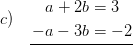 c) a + 2b = 3
−a − 3b = −2